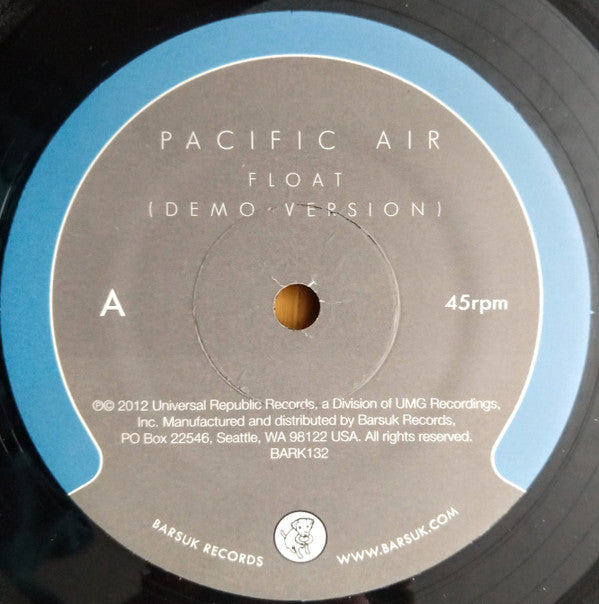 PACIFIC AIR
FLOAT
(DEMO VERSION)
A
45rpm
℗© 2012 Universal Republic Records, a Division of UMG Recordings,
Inc. Manufactured and distributed by Barsuk Records,
PO Box 22546, Seattle, WA 98122 USA. All rights reserved.
BARK132
BARSUK RECORDS
WWW.BARSUK.COM